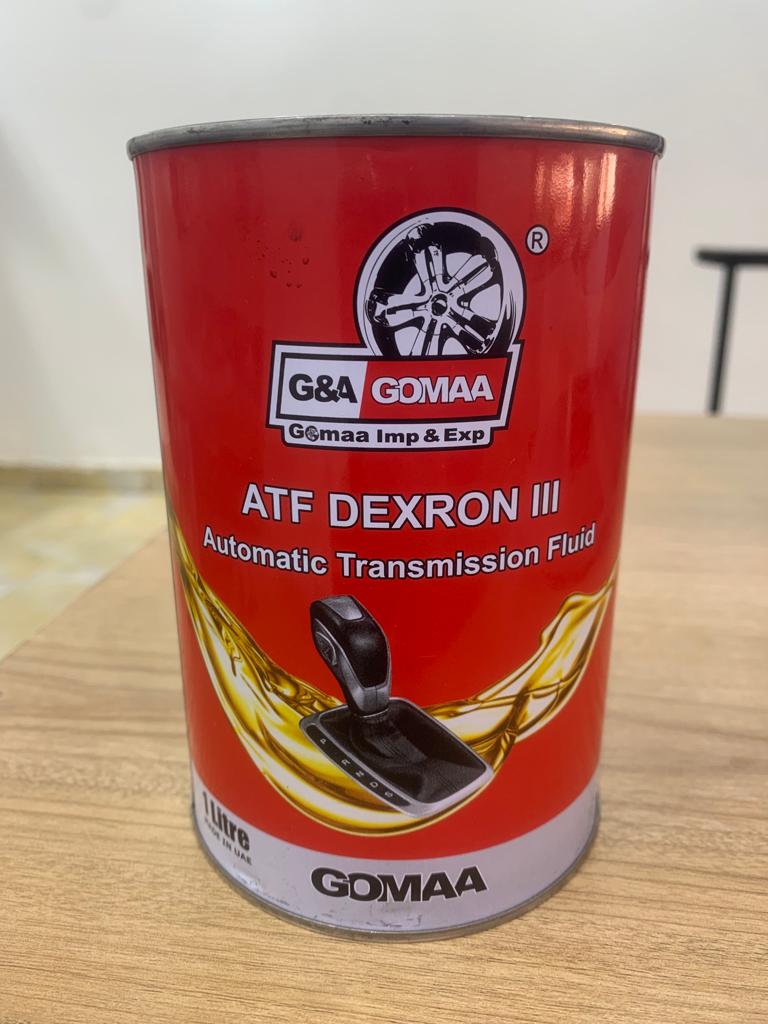 ®
G&A GOMAA
Gomaa Imp & Exp
ATF DEXRON III
Automatic Transmission Fluid
P R N D S
1 Litre
MADE IN UAE
GOMAA